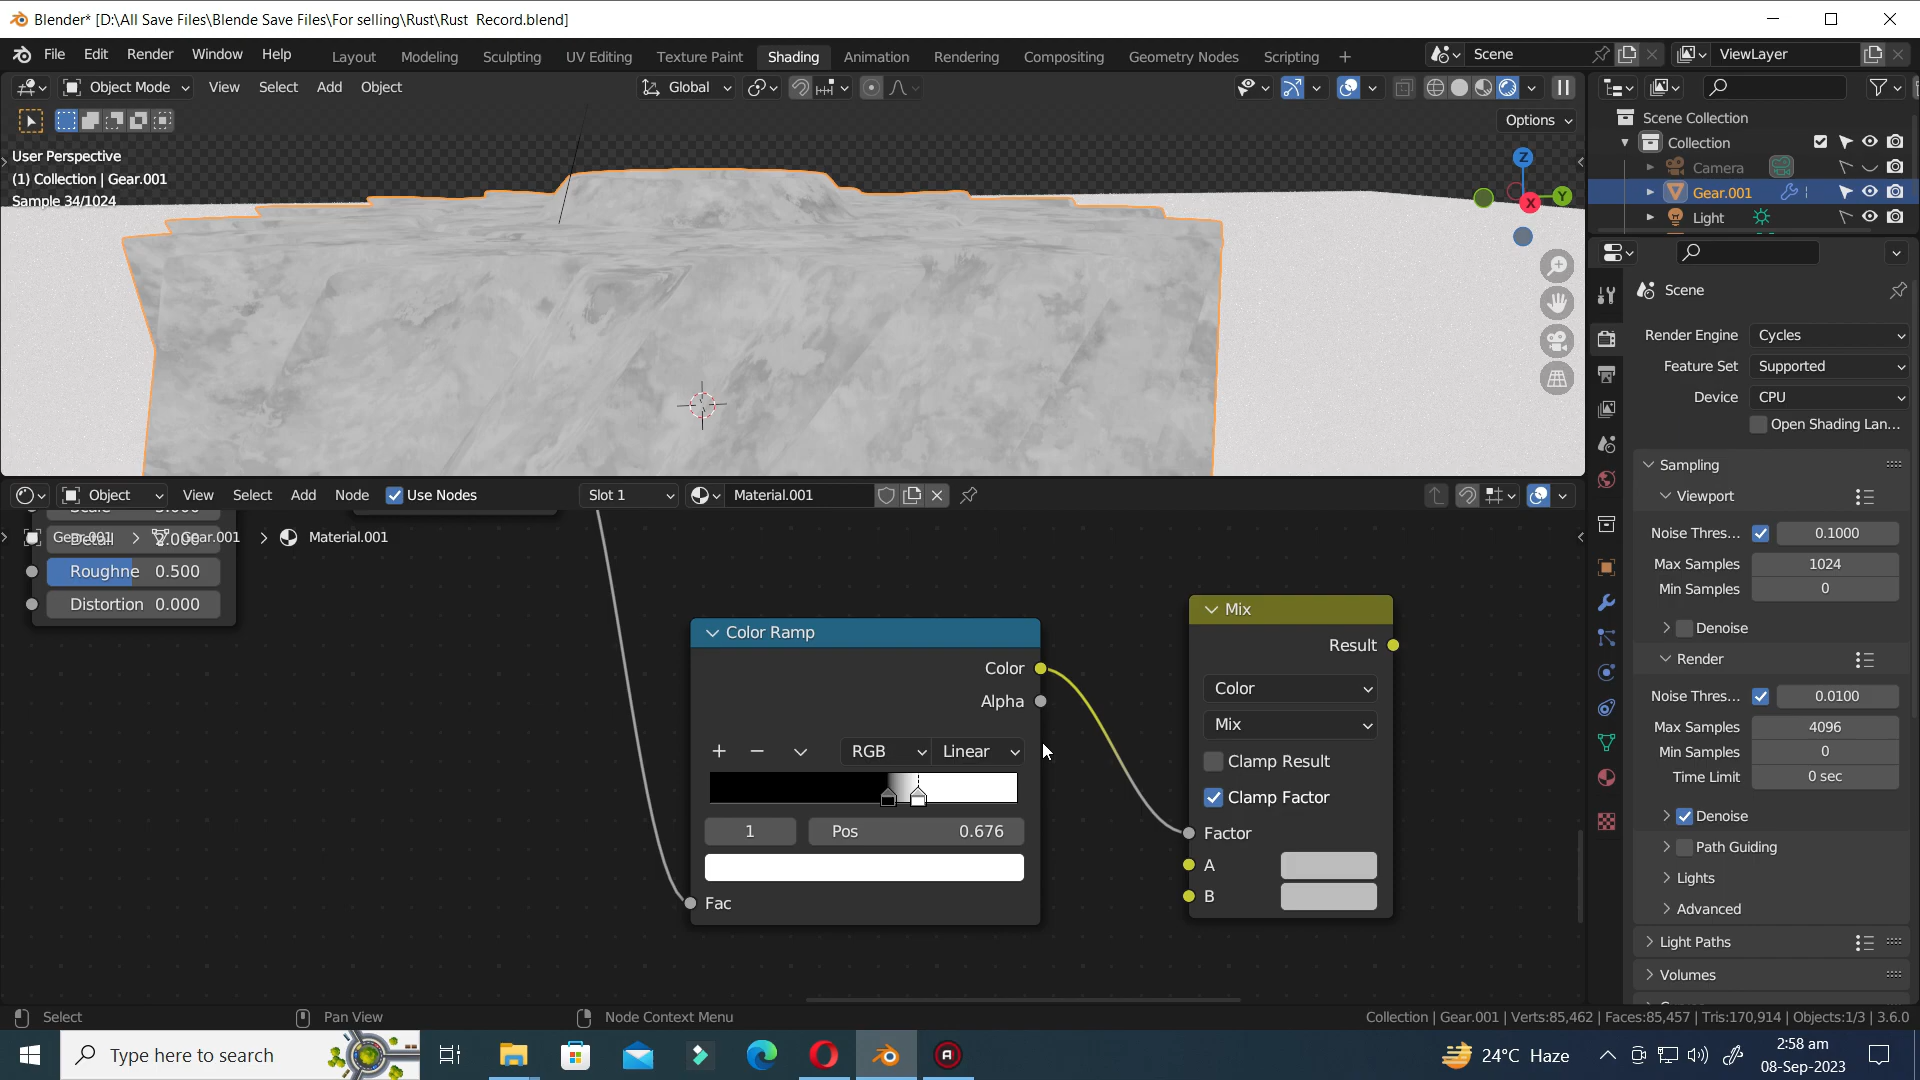 Blender* [D:\All Save Files\Blende Save Files\For selling\Rust\Rust Record.blend]
File Edit Render Window Help
Layout Modeling Sculpting UV Editing Texture Paint Shading Animation Rendering Compositing Geometry Nodes Scripting +
Scene
ViewLayer
Object Mode View Select Add Object
Global
Options
User Perspective
(1) Collection | Gear.001
Sample 34/1024
Z
Y
X
Scene Collection
Collection
Camera
Gear.001
Light
Scene
Render Engine Cycles
Feature Set Supported
Device CPU
Open Shading Lan...
Sampling
Viewport
Noise Thres... 0.1000
Max Samples 1024
Min Samples 0
Denoise
Render
Noise Thres... 0.0100
Max Samples 4096
Min Samples 0
Time Limit 0 sec
Denoise
Path Guiding
Lights
Advanced
Light Paths
Volumes
Object View Select Add Node Use Nodes Slot 1 Material.001
Gear.001 > Gear.001 > Material.001
Detail 2.000
Roughne 0.500
Distortion 0.000
Color Ramp
Color
Alpha
+ − RGB Linear
1 Pos 0.676
Fac
Mix
Result
Color
Mix
Clamp Result
Clamp Factor
Factor
A
B
Select Pan View Node Context Menu
Collection | Gear.001 | Verts:85,462 | Faces:85,457 | Tris:170,914 | Objects:1/3 | 3.6.0
Type here to search
24°C Haze
2:58 am
08-Sep-2023